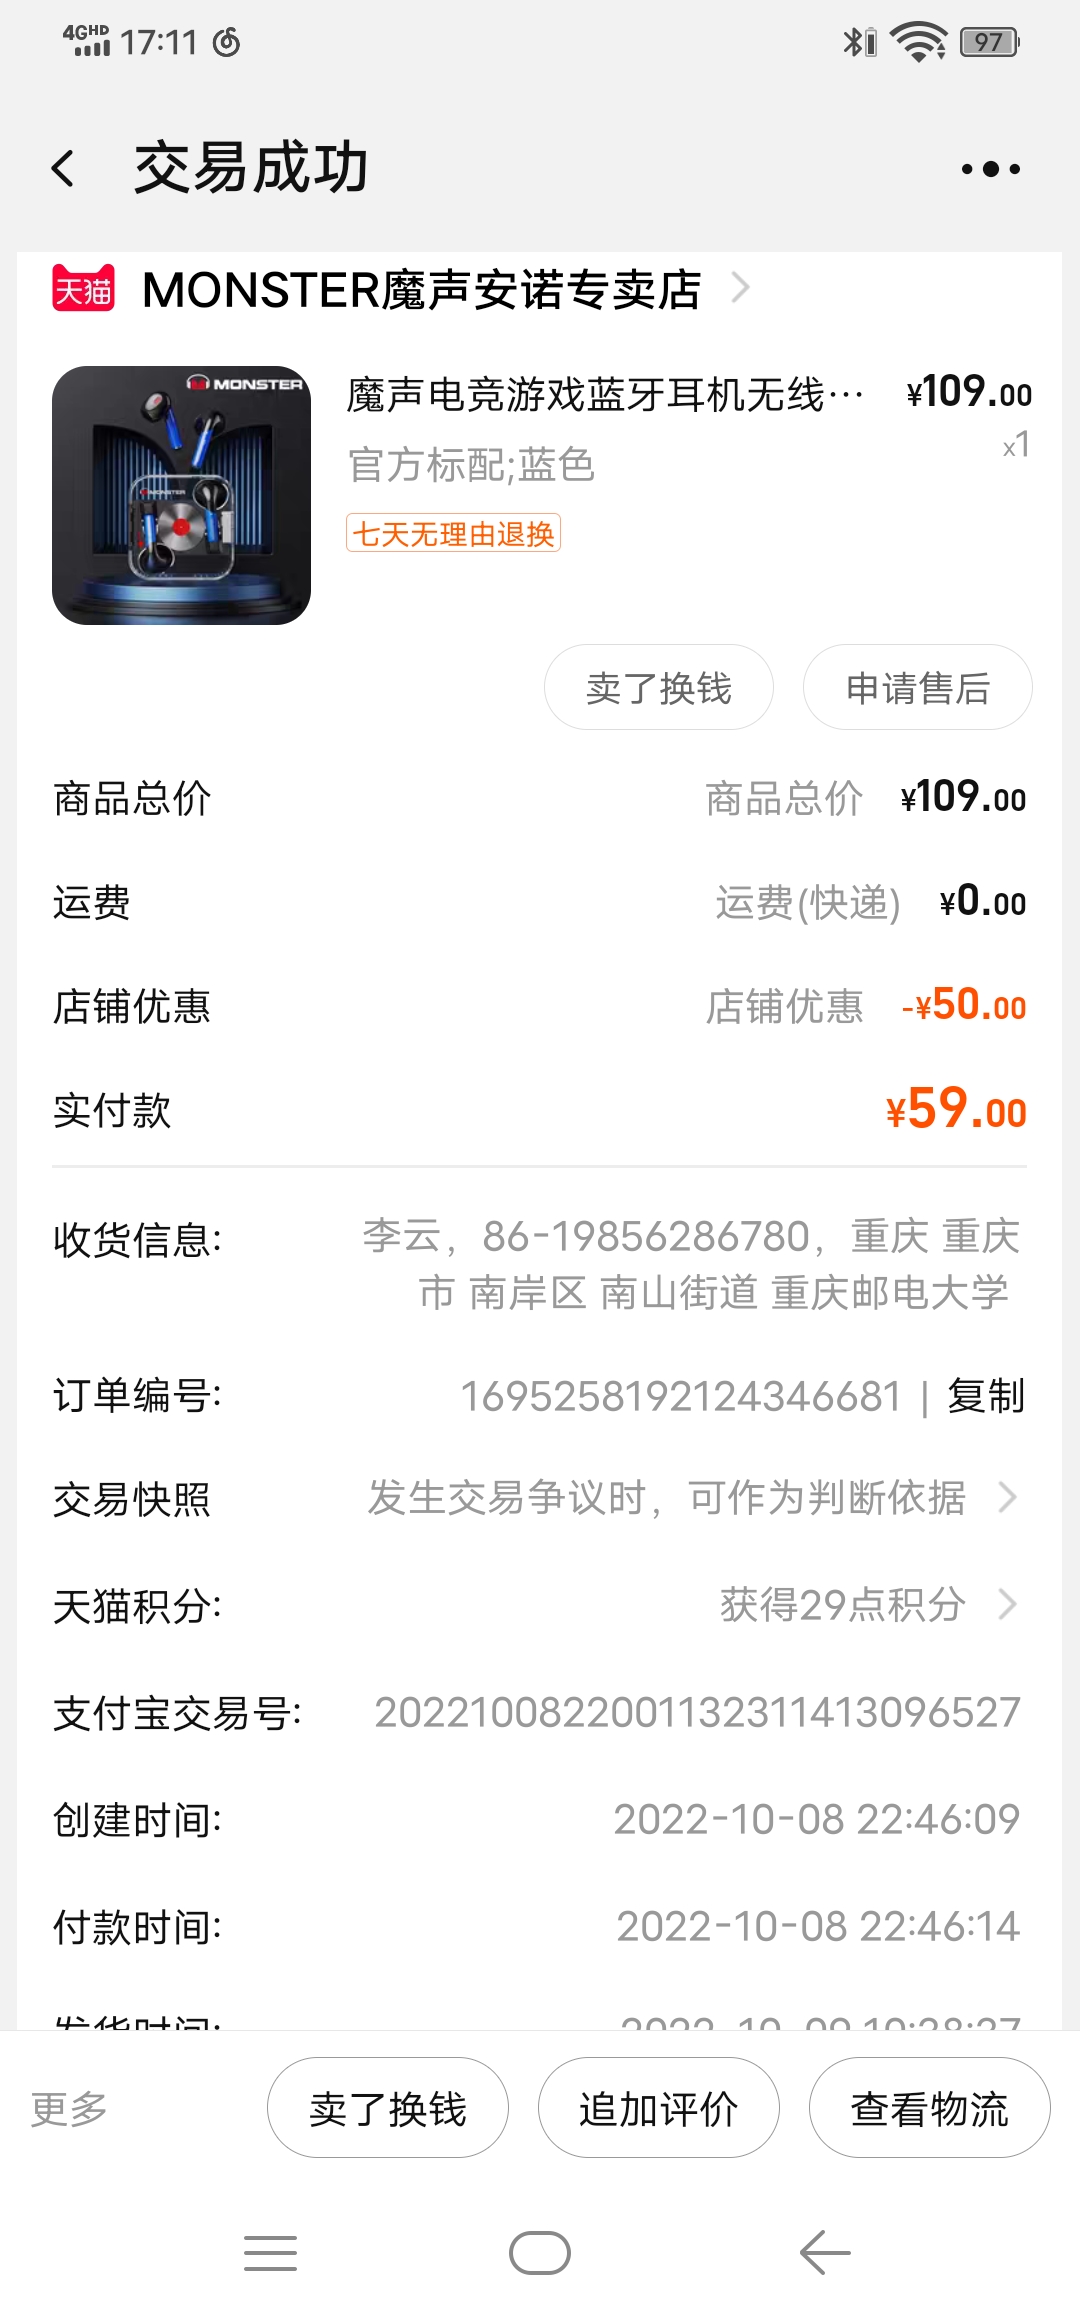 4GHD 17:11 97
交易成功
天猫 MONSTER魔声安诺专卖店
MONSTER
魔声电竞游戏蓝牙耳机无线… ¥109.00
官方标配;蓝色 x1
七天无理由退换
卖了换钱 申请售后
商品总价 商品总价 ¥109.00
运费 运费(快递) ¥0.00
店铺优惠 店铺优惠 -¥50.00
实付款 ¥59.00
收货信息: 李云，86-19856286780，重庆 重庆
市 南岸区 南山街道 重庆邮电大学
订单编号: 1695258192124346681 | 复制
交易快照 发生交易争议时，可作为判断依据
天猫积分: 获得29点积分
支付宝交易号: 2022100822001132311413096527
创建时间: 2022-10-08 22:46:09
付款时间: 2022-10-08 22:46:14
发货时间:
更多 卖了换钱 追加评价 查看物流